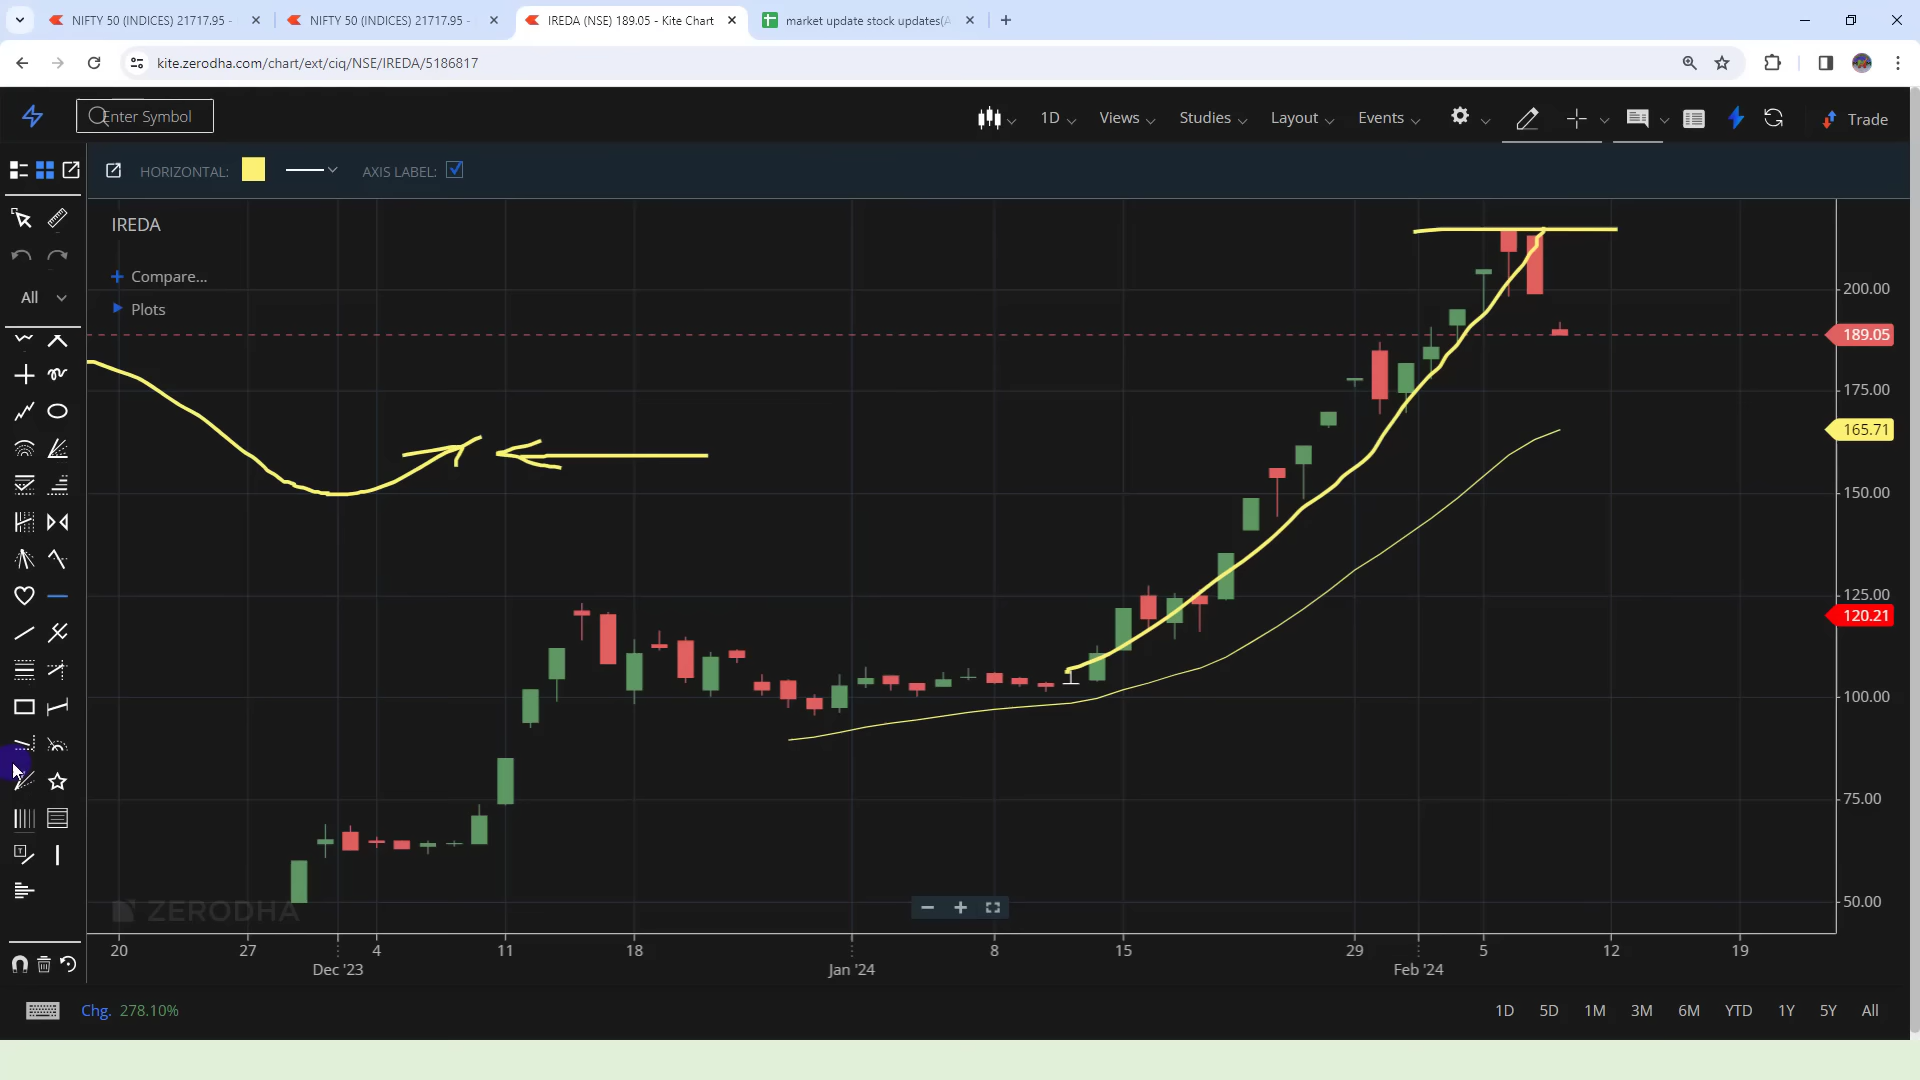 NIFTY 50 (INDICES) 21717.95 -
NIFTY 50 (INDICES) 21717.95 -
IREDA (NSE) 189.05 - Kite Chart
market update stock updates(A
kite.zerodha.com/chart/ext/ciq/NSE/IREDA/5186817
Enter Symbol
1D
Views
Studies
Layout
Events
Trade
HORIZONTAL:
AXIS LABEL:
IREDA
Compare...
Plots
All
200.00
189.05
175.00
165.71
150.00
125.00
120.21
100.00
75.00
50.00
ZERODHA
20 27 4 11 18 8 15 29 5 12 19
Dec '23 Jan '24 Feb '24
Chg. 278.10%
1D 5D 1M 3M 6M YTD 1Y 5Y All